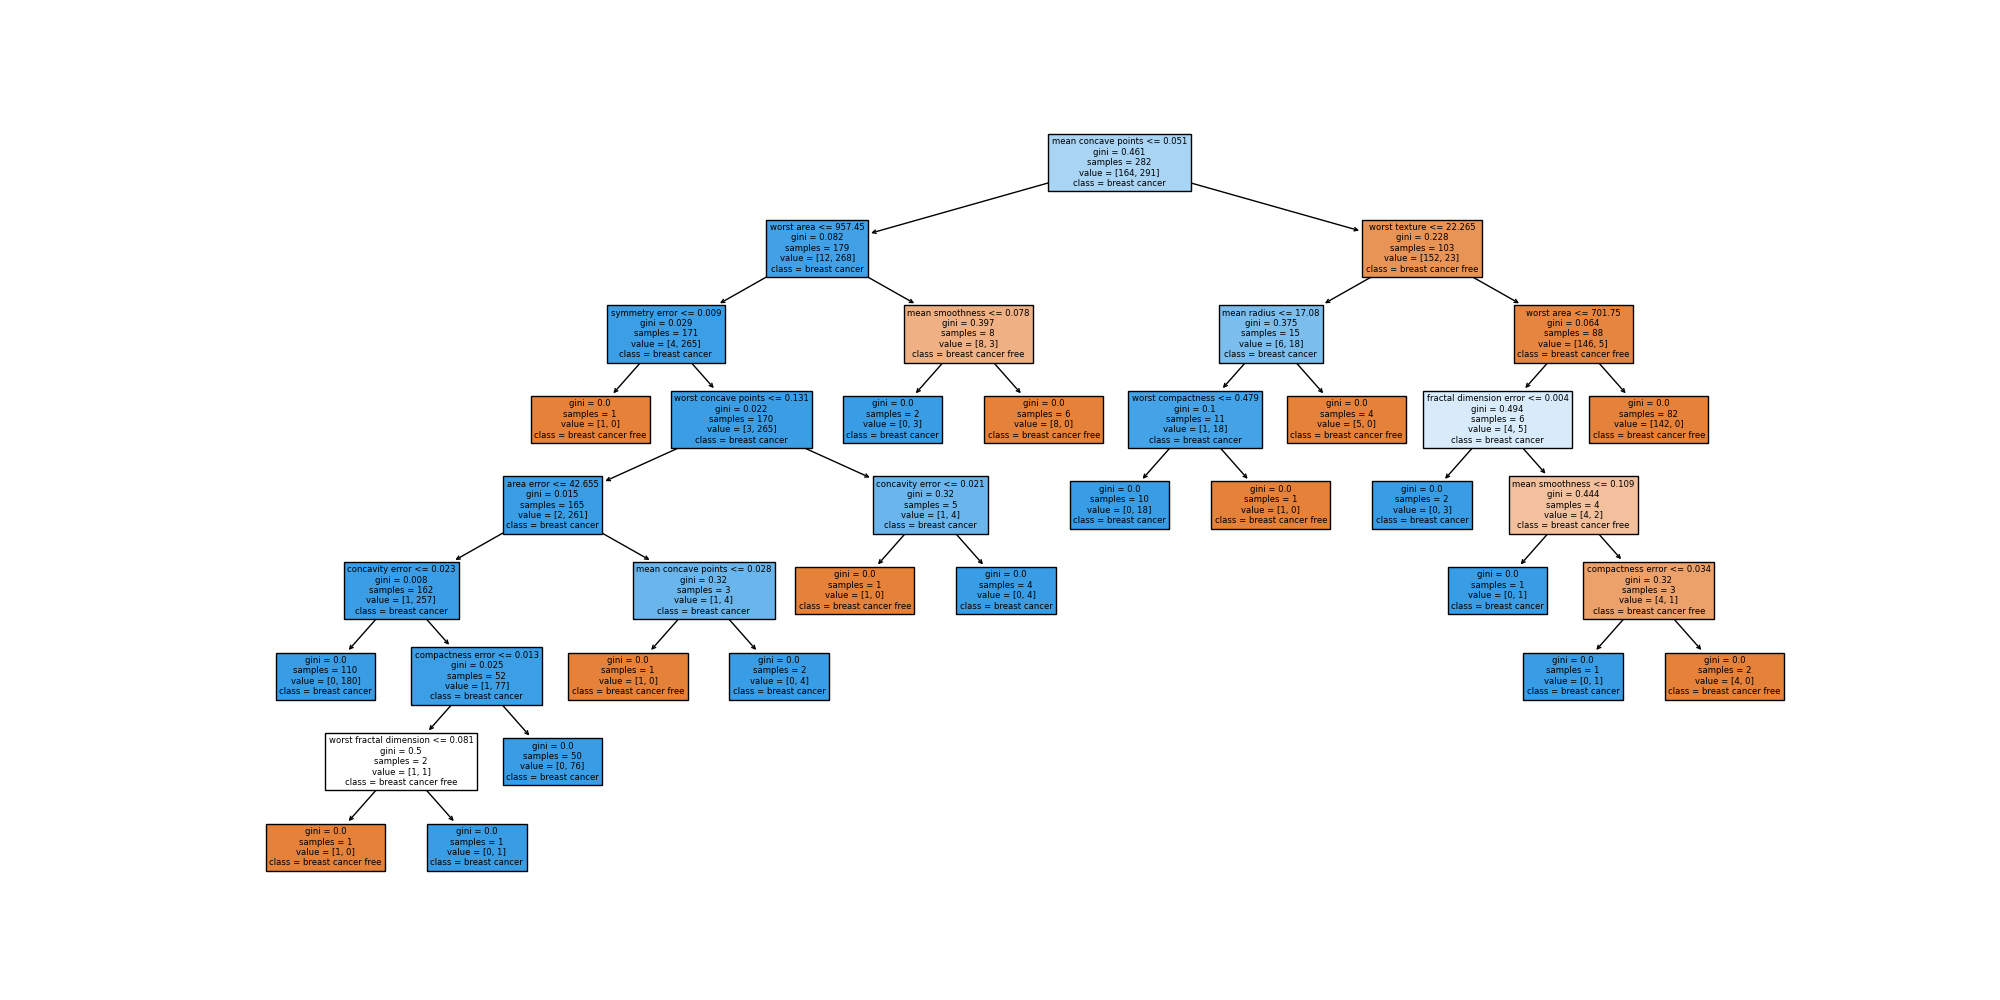 mean concave points <= 0.051
gini = 0.461
samples = 282
value = [164, 291]
class = breast cancer
worst area <= 957.45
gini = 0.082
samples = 179
value = [12, 268]
class = breast cancer
worst texture <= 22.265
gini = 0.228
samples = 103
value = [152, 23]
class = breast cancer free
symmetry error <= 0.009
gini = 0.029
samples = 171
value = [4, 265]
class = breast cancer
mean smoothness <= 0.078
gini = 0.397
samples = 8
value = [8, 3]
class = breast cancer free
mean radius <= 17.08
gini = 0.375
samples = 15
value = [6, 18]
class = breast cancer
worst area <= 701.75
gini = 0.064
samples = 88
value = [146, 5]
class = breast cancer free
gini = 0.0
samples = 1
value = [1, 0]
class = breast cancer free
worst concave points <= 0.131
gini = 0.022
samples = 170
value = [3, 265]
class = breast cancer
gini = 0.0
samples = 2
value = [0, 3]
class = breast cancer
gini = 0.0
samples = 6
value = [8, 0]
class = breast cancer free
worst compactness <= 0.479
gini = 0.1
samples = 11
value = [1, 18]
class = breast cancer
gini = 0.0
samples = 4
value = [5, 0]
class = breast cancer free
fractal dimension error <= 0.004
gini = 0.494
samples = 6
value = [4, 5]
class = breast cancer
gini = 0.0
samples = 82
value = [142, 0]
class = breast cancer free
area error <= 42.655
gini = 0.015
samples = 165
value = [2, 261]
class = breast cancer
concavity error <= 0.021
gini = 0.32
samples = 5
value = [1, 4]
class = breast cancer
gini = 0.0
samples = 10
value = [0, 18]
class = breast cancer
gini = 0.0
samples = 1
value = [1, 0]
class = breast cancer free
gini = 0.0
samples = 2
value = [0, 3]
class = breast cancer
mean smoothness <= 0.109
gini = 0.444
samples = 4
value = [4, 2]
class = breast cancer free
concavity error <= 0.023
gini = 0.008
samples = 162
value = [1, 257]
class = breast cancer
mean concave points <= 0.028
gini = 0.32
samples = 3
value = [1, 4]
class = breast cancer
gini = 0.0
samples = 1
value = [1, 0]
class = breast cancer free
gini = 0.0
samples = 4
value = [0, 4]
class = breast cancer
gini = 0.0
samples = 1
value = [0, 1]
class = breast cancer
compactness error <= 0.034
gini = 0.32
samples = 3
value = [4, 1]
class = breast cancer free
gini = 0.0
samples = 110
value = [0, 180]
class = breast cancer
compactness error <= 0.013
gini = 0.025
samples = 52
value = [1, 77]
class = breast cancer
gini = 0.0
samples = 1
value = [1, 0]
class = breast cancer free
gini = 0.0
samples = 2
value = [0, 4]
class = breast cancer
gini = 0.0
samples = 1
value = [0, 1]
class = breast cancer
gini = 0.0
samples = 2
value = [4, 0]
class = breast cancer free
worst fractal dimension <= 0.081
gini = 0.5
samples = 2
value = [1, 1]
class = breast cancer free
gini = 0.0
samples = 50
value = [0, 76]
class = breast cancer
gini = 0.0
samples = 1
value = [1, 0]
class = breast cancer free
gini = 0.0
samples = 1
value = [0, 1]
class = breast cancer